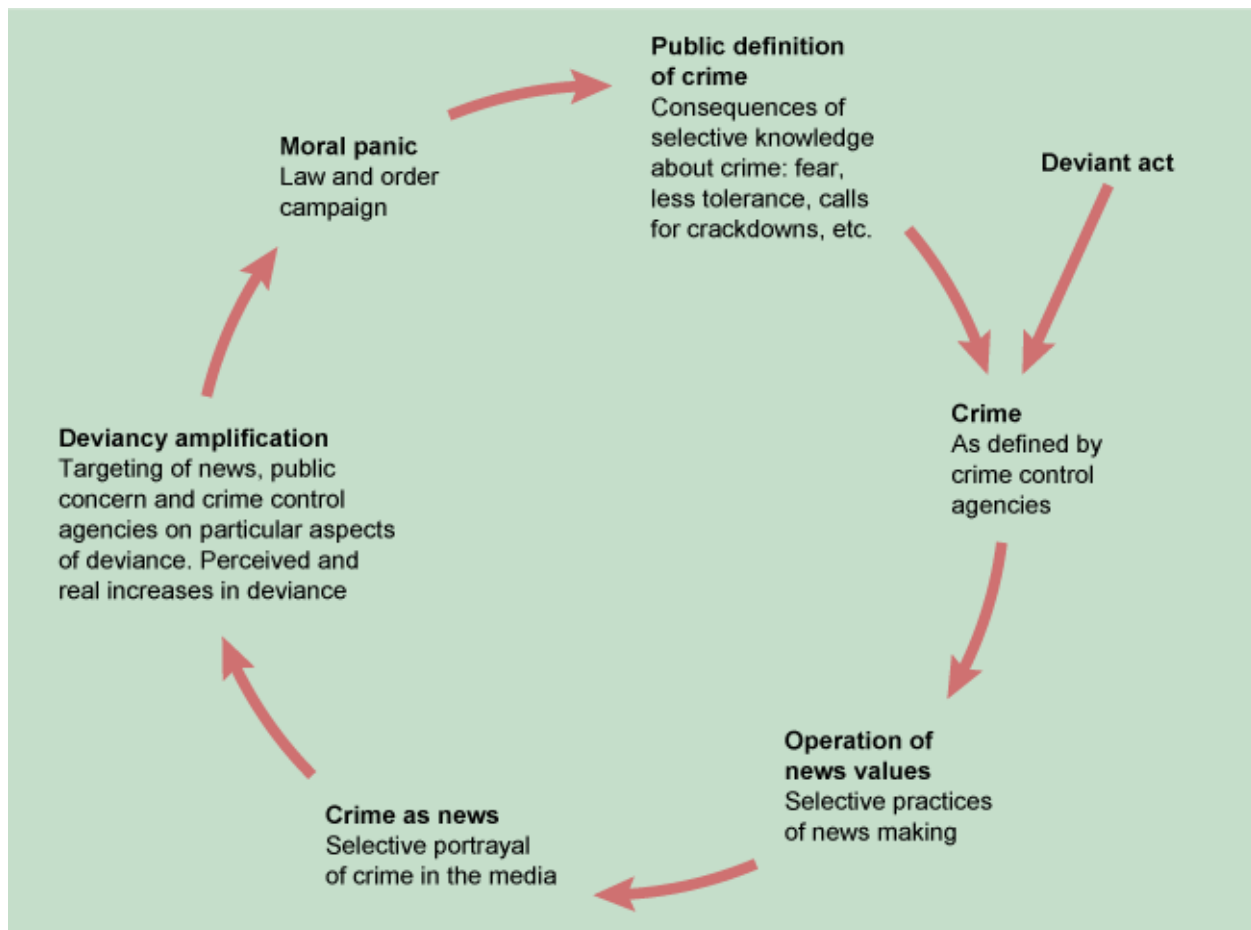 Public definition
of crime
Consequences of
selective knowledge
about crime: fear,
less tolerance, calls
for crackdowns, etc.
Deviant act
Crime
As defined by
crime control
agencies
Operation of
news values
Selective practices
of news making
Crime as news
Selective portrayal
of crime in the media
Deviancy amplification
Targeting of news, public
concern and crime control
agencies on particular aspects
of deviance. Perceived and
real increases in deviance
Moral panic
Law and order
campaign